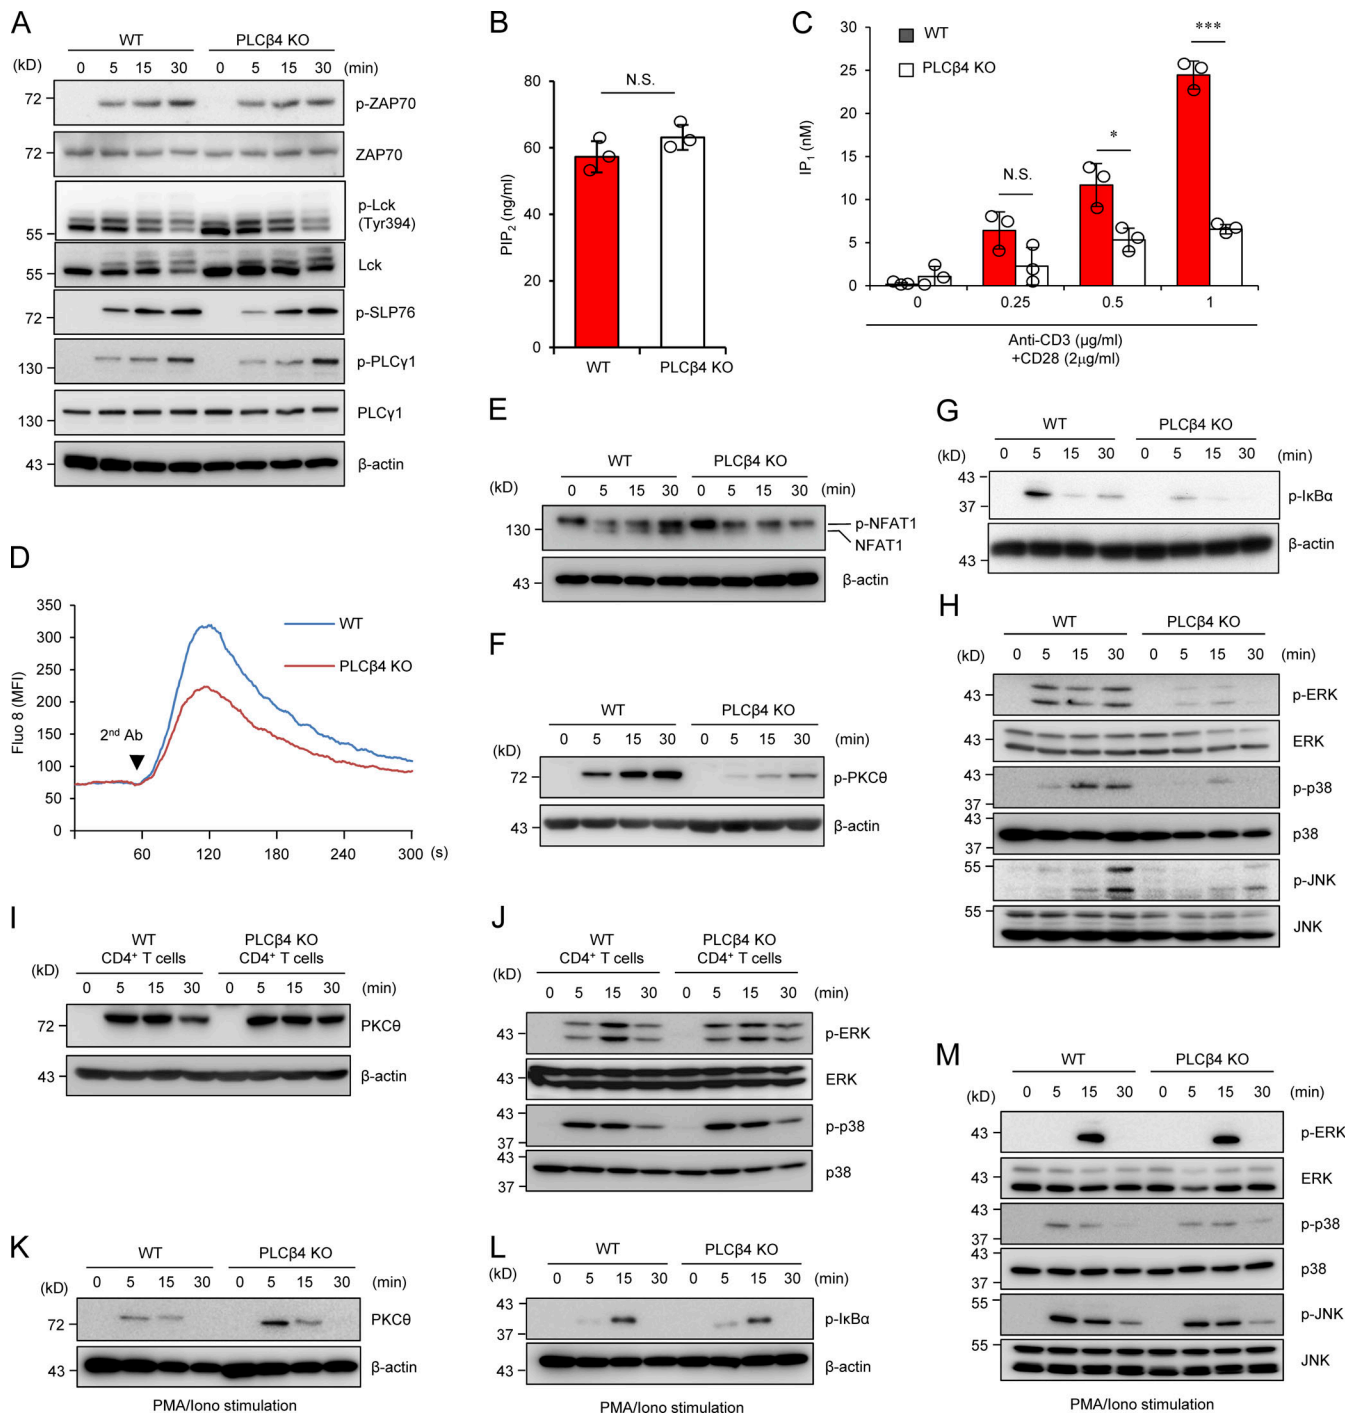 A
WT PLCβ4 KO
(kD) 0 5 15 30 0 5 15 30 (min)
72 p-ZAP70
72 ZAP70
p-Lck
(Tyr394)
55
55 Lck
72 p-SLP76
130 p-PLCγ1
130 PLCγ1
43 β-actin
B
PIP2 (ng/ml)
80
60
40
20
0
N.S.
WT PLCβ4 KO
C
IP1 (nM)
30
25
20
15
10
5
0
WT
PLCβ4 KO
N.S.
*
***
0 0.25 0.5 1
Anti-CD3 (μg/ml)
+CD28 (2μg/ml)
D
Fluo 8 (MFI)
350
300
250
200
150
100
50
0
WT
PLCβ4 KO
2nd Ab
60 120 180 240 300 (s)
E
WT PLCβ4 KO
(kD) 0 5 15 30 0 5 15 30 (min)
130 p-NFAT1
NFAT1
43 β-actin
F
WT PLCβ4 KO
(kD) 0 5 15 30 0 5 15 30 (min)
72 p-PKCθ
43 β-actin
G
WT PLCβ4 KO
(kD) 0 5 15 30 0 5 15 30 (min)
43
37 p-IκBα
43 β-actin
H
WT PLCβ4 KO
(kD) 0 5 15 30 0 5 15 30 (min)
43 p-ERK
43 ERK
43
37 p-p38
43
37 p38
55 p-JNK
55 JNK
I
WT PLCβ4 KO
CD4+ T cells CD4+ T cells
(kD) 0 5 15 30 0 5 15 30 (min)
72 PKCθ
43 β-actin
J
WT PLCβ4 KO
CD4+ T cells CD4+ T cells
(kD) 0 5 15 30 0 5 15 30 (min)
43 p-ERK
43 ERK
43
37 p-p38
43
37 p38
K
WT PLCβ4 KO
(kD) 0 5 15 30 0 5 15 30 (min)
72 PKCθ
43 β-actin
PMA/Iono stimulation
L
WT PLCβ4 KO
(kD) 0 5 15 30 0 5 15 30 (min)
43
37 p-IκBα
43 β-actin
PMA/Iono stimulation
M
WT PLCβ4 KO
(kD) 0 5 15 30 0 5 15 30 (min)
43 p-ERK
43 ERK
43
37 p-p38
43
37 p38
55 p-JNK
55 JNK
PMA/Iono stimulation